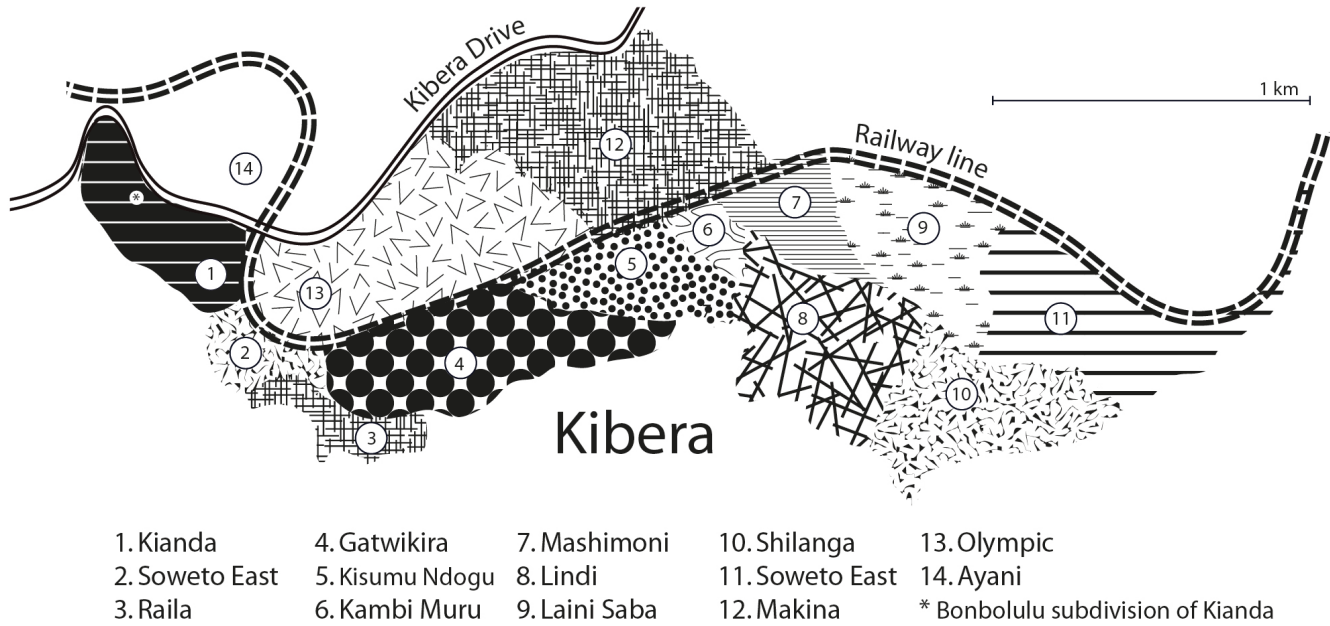 Kibera Drive
1 km
Railway line
14
12
*
7
6
9
5
1
13
8
11
2
4
10
3
Kibera
1. Kianda
2. Soweto East
3. Raila
4. Gatwikira
5. Kisumu Ndogu
6. Kambi Muru
7. Mashimoni
8. Lindi
9. Laini Saba
10. Shilanga
11. Soweto East
12. Makina
13. Olympic
14. Ayani
* Bonbolulu subdivision of Kianda